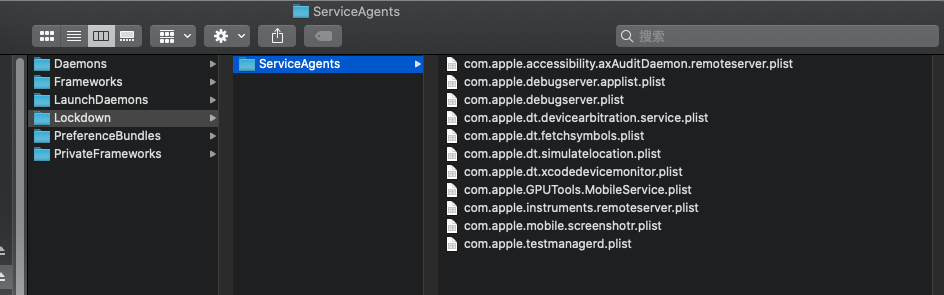 ServiceAgents
搜索
Daemons
Frameworks
LaunchDaemons
Lockdown
PreferenceBundles
PrivateFrameworks
ServiceAgents
com.apple.accessibility.axAuditDaemon.remoteserver.plist
com.apple.debugserver.applist.plist
com.apple.debugserver.plist
com.apple.dt.devicearbitration.service.plist
com.apple.dt.fetchsymbols.plist
com.apple.dt.simulatelocation.plist
com.apple.dt.xcodedevicemonitor.plist
com.apple.GPUTools.MobileService.plist
com.apple.instruments.remoteserver.plist
com.apple.mobile.screenshotr.plist
com.apple.testmanagerd.plist